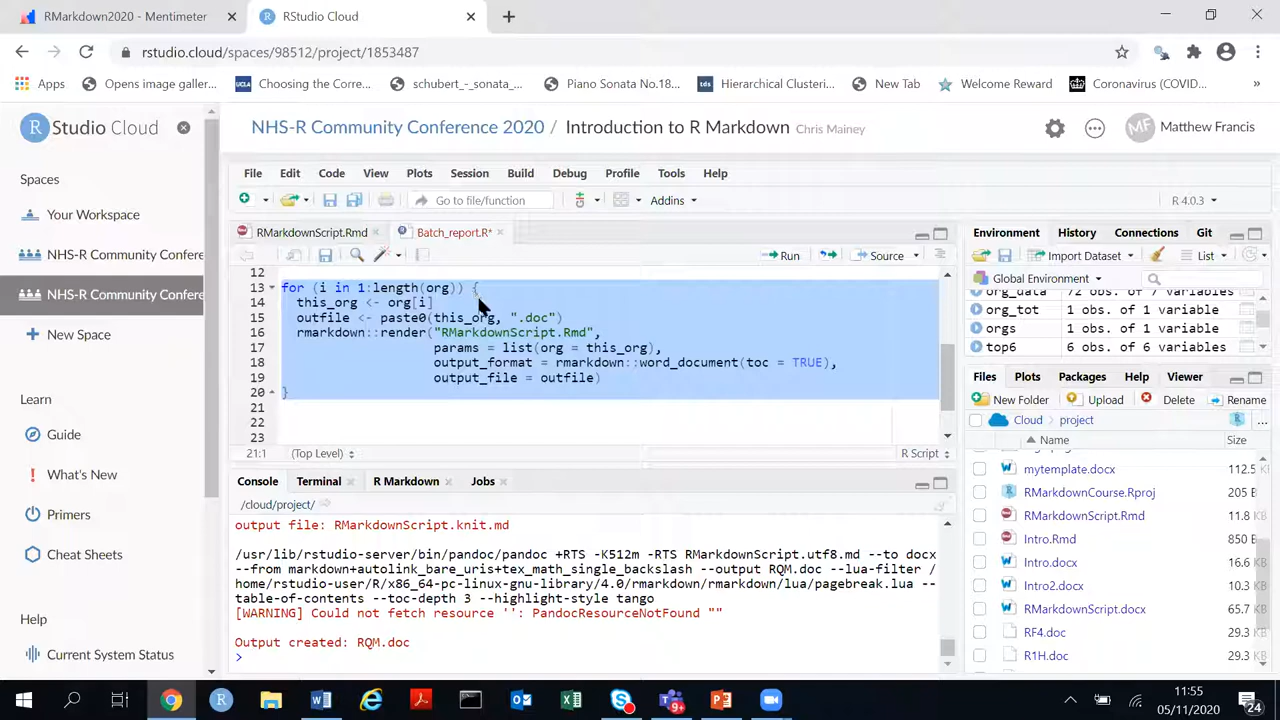 RMarkdown2020 - Mentimeter
RStudio Cloud
rstudio.cloud/spaces/98512/project/1853487
Apps
Opens image galler...
UCLA
Choosing the Corre...
schubert_-_sonata_...
Piano Sonata No.18...
tds
Hierarchical Clusteri...
New Tab
Welcome Reward
Coronavirus (COVID...
»
R Studio Cloud
NHS-R Community Conference 2020 / Introduction to R Markdown Chris Mainey
MF Matthew Francis
Spaces
Your Workspace
NHS-R Community Confere
NHS-R Community Confere
New Space
Learn
Guide
What's New
Primers
Cheat Sheets
Help
Current System Status
File Edit Code View Plots Session Build Debug Profile Tools Help
Go to file/function
Addins
R 4.0.3
RMarkdownScript.Rmd
Batch_report.R*
Run
Source
12
13 for (i in 1:length(org)) {
14 this_org <- org[i]
15 outfile <- paste0(this_org, ".doc")
16 rmarkdown::render("RMarkdownScript.Rmd",
17 params = list(org = this_org),
18 output_format = rmarkdown::word_document(toc = TRUE),
19 output_file = outfile)
20 }
21
22
23
21:1 (Top Level) R Script
Console Terminal R Markdown Jobs
/cloud/project/
output file: RMarkdownScript.knit.md
/usr/lib/rstudio-server/bin/pandoc/pandoc +RTS -K512m -RTS RMarkdownScript.utf8.md --to docx
--from markdown+autolink_bare_uris+tex_math_single_backslash --output RQM.doc --lua-filter /
home/rstudio-user/R/x86_64-pc-linux-gnu-library/4.0/rmarkdown/rmarkdown/lua/pagebreak.lua --
table-of-contents --toc-depth 3 --highlight-style tango
[WARNING] Could not fetch resource '': PandocResourceNotFound ""
Output created: RQM.doc
>
Environment History Connections Git
Import Dataset
List
Global Environment
org_data 72 obs. of 7 variables
org_tot 1 obs. of 1 variable
orgs 1 obs. of 1 variable
top6 6 obs. of 6 variables
Files Plots Packages Help Viewer
New Folder Upload Delete Rename
Cloud project
...
Name Size
mytemplate.docx 112.5 K
RMarkdownCourse.Rproj 205 B
RMarkdownScript.Rmd 11.8 K
Intro.Rmd 850 B
Intro.docx 16.6 K
Intro2.docx 10.3 K
RMarkdownScript.docx 65.7 K
RF4.doc 29.3 K
R1H.doc 29.3 K
9+
11:55
05/11/2020
24